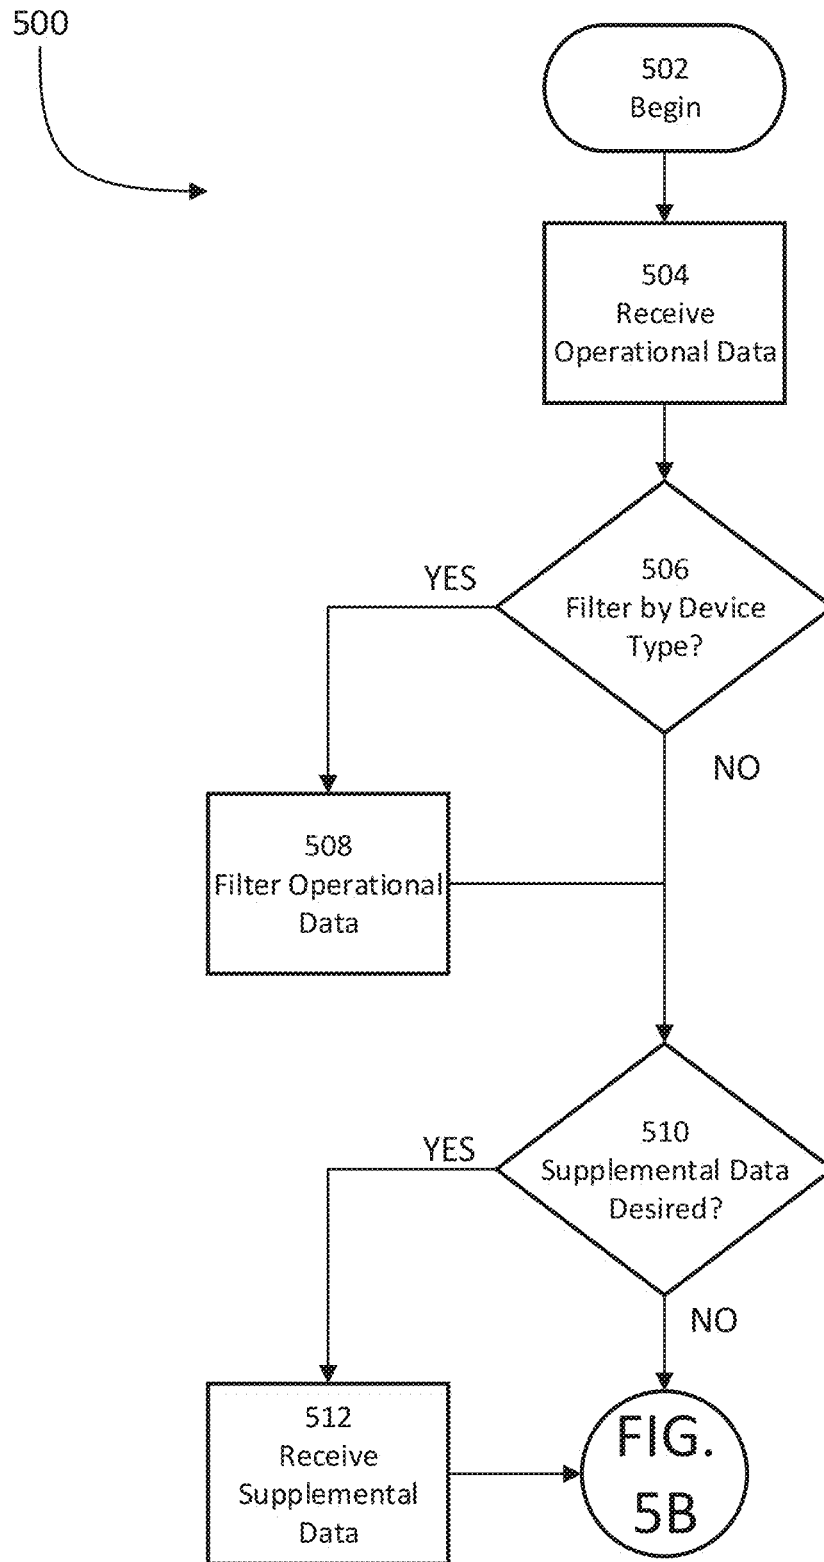 500
502
Begin
504
Receive
Operational Data
506
Filter by Device
Type?
YES
NO
508
Filter Operational
Data
510
Supplemental Data
Desired?
YES
NO
512
Receive
Supplemental
Data
FIG.
5B